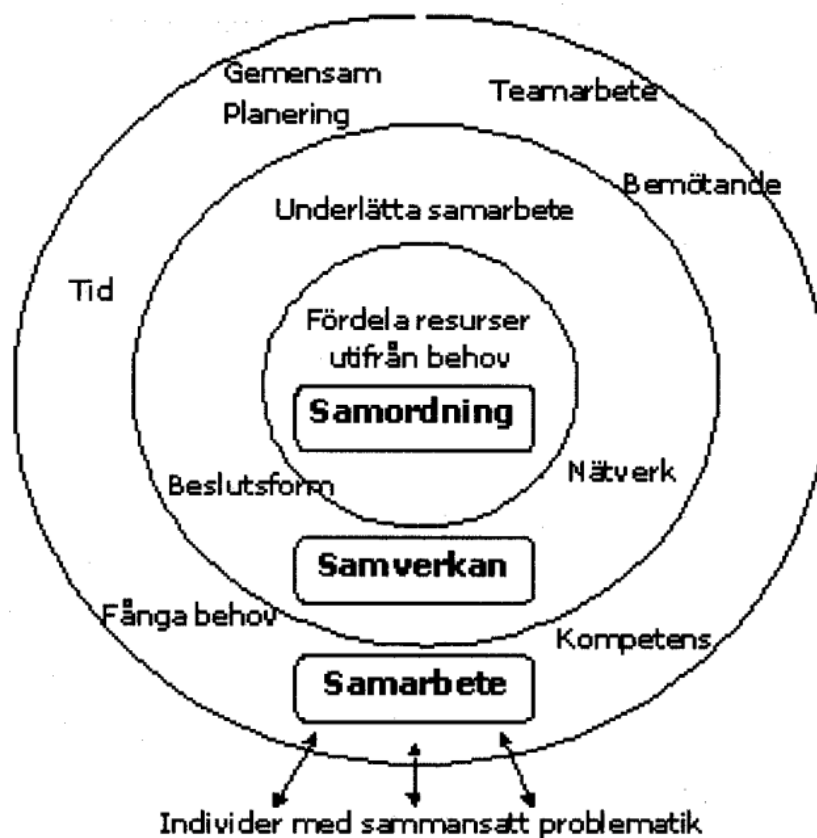 Gemensam
Planering
Teamarbete
Bemötande
Underlätta samarbete
Tid
Fördela resurser
utifrån behov
Samordning
Beslutsform
Nätverk
Samverkan
Fånga behov
Kompetens
Samarbete
Individer med sammansatt problematik